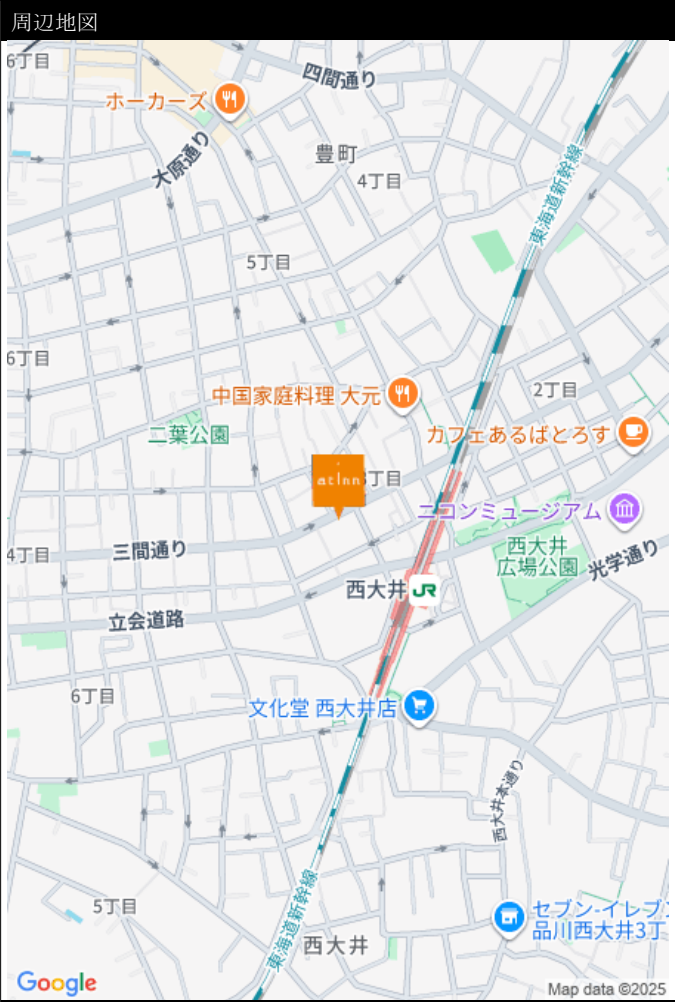 周辺地図
6丁目
四間通り
ホーカーズ
大原通り
豊町
4丁目
東海道新幹線
5丁目
6丁目
2丁目
中国家庭料理 大元
二葉公園
カフェあるばとろす
atInn
丁目
ニコンミュージアム
三間通り
4丁目
西大井
広場公園
光学通り
西大井
JR
立会道路
6丁目
文化堂 西大井店
西大井本通り
5丁目
東海道新幹線
西大井
セブン-イレブ
品川西大井3丁
Google
Map data ©2025